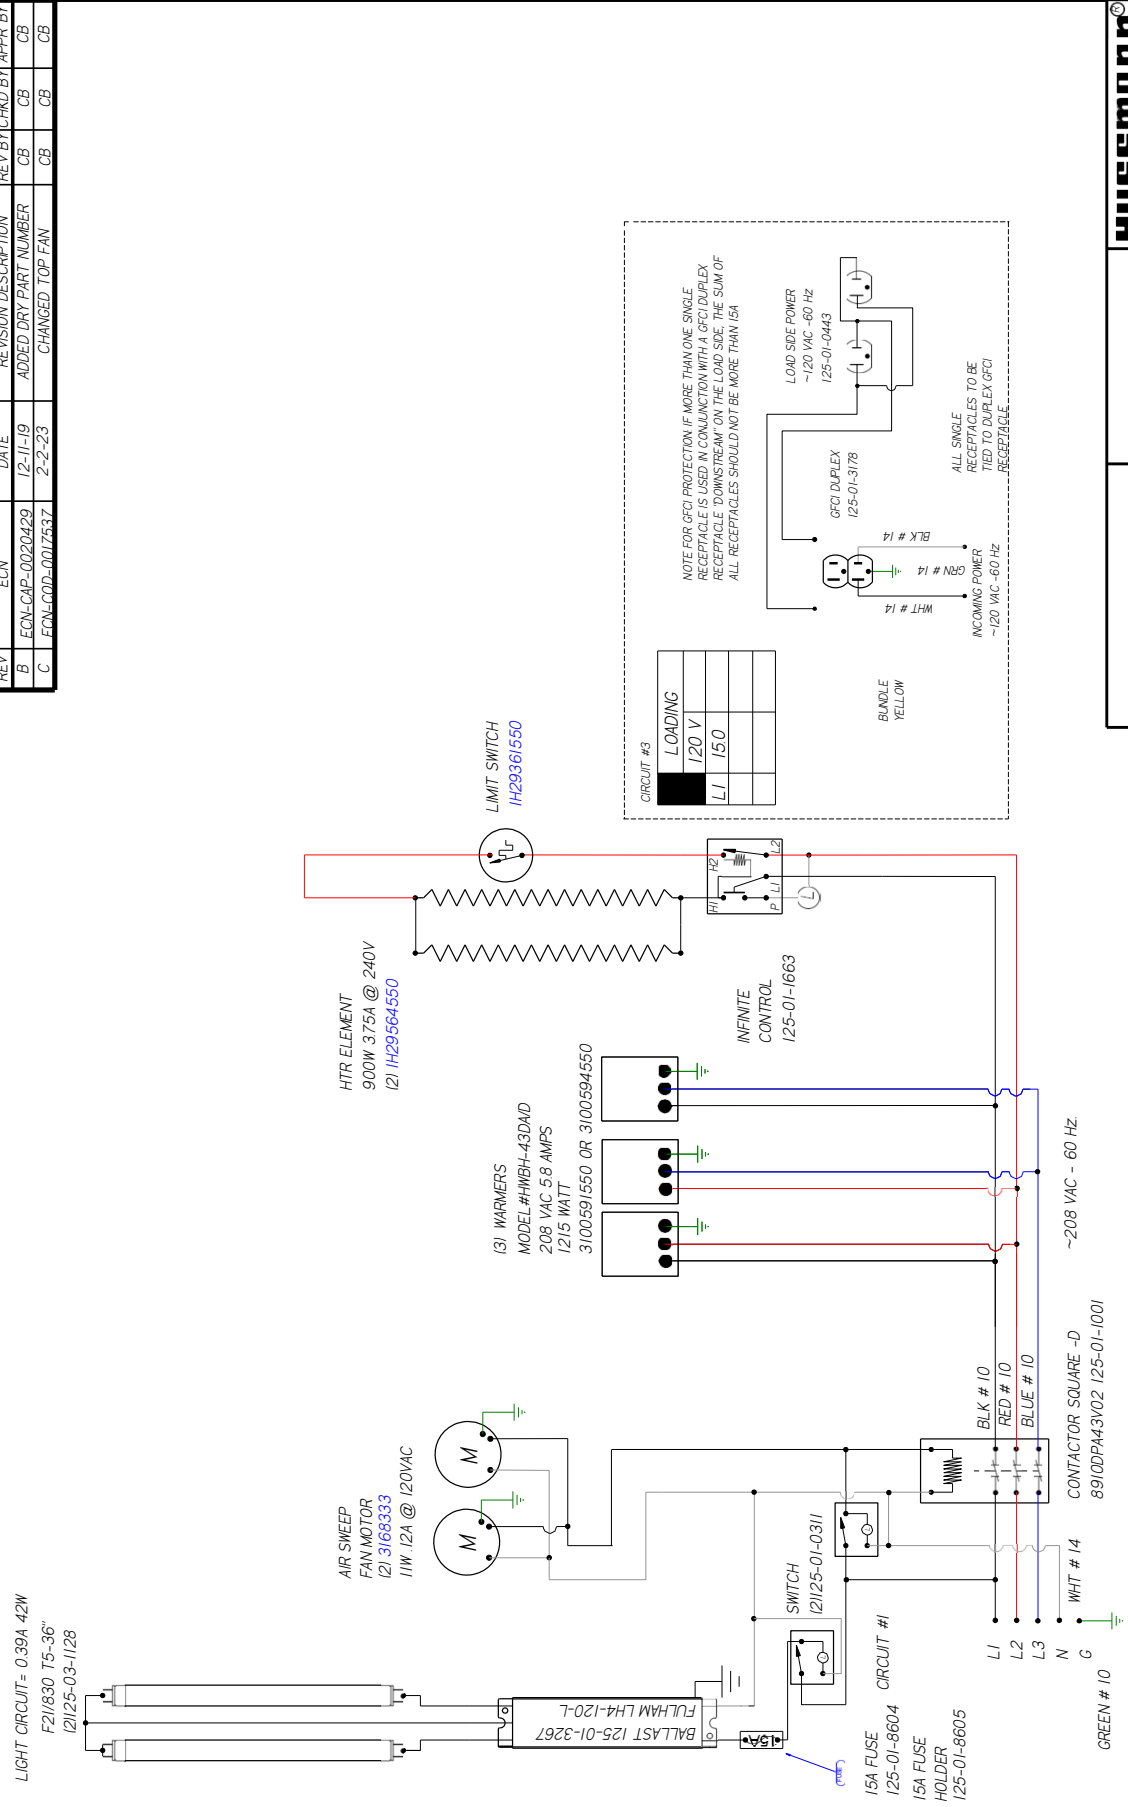 REV ECN DATE REVISION DESCRIPTION REV BY CHKD BY APPR BY
B ECN-CAP-0020429 12-11-19 ADDED DRY PART NUMBER CB CB CB
C ECN-COD-0017537 2-2-23 CHANGED TOP FAN CB CB CB
LIGHT CIRCUIT= 0.39A 42W
F21/830 T5-36"
(2)125-03-1128
BALLAST 125-01-3267
FULHAM LH4-120-L
15A
(FUSE)
15A FUSE
125-01-8604
15A FUSE
HOLDER
125-01-8605
AIR SWEEP
FAN MOTOR
(2) 3168333
11W .12A @ 120VAC
M
M
SWITCH
(2)125-01-0311
L
L
CIRCUIT #1
L1
L2
L3
N
G
WHT # 14
GREEN # 10
BLK # 10
RED # 10
BLUE # 10
CONTACTOR SQUARE -D
8910DPA43V02 125-01-1001
~208 VAC - 60 Hz.
(3) WARMERS
MODEL#HWBH-43DA/D
208 VAC 5.8 AMPS
1215 WATT
3100591550 OR 3100594550
HTR ELEMENT
900W 3.75A @ 240V
(2) 1H29564550
LIMIT SWITCH
1H29361550
INFINITE
CONTROL
125-01-1663
H1 H2
P L1 L2
L
CIRCUIT #3
LOADING
120 V
L1 15.0
NOTE FOR GFCI PROTECTION: IF MORE THAN ONE SINGLE
RECEPTACLE IS USED IN CONJUNCTION WITH A GFCI DUPLEX
RECEPTACLE "DOWNSTREAM" ON THE LOAD SIDE, THE SUM OF
ALL RECEPTACLES SHOULD NOT BE MORE THAN 15A
LOAD SIDE POWER
~120 VAC -60 Hz
125-01-0443
GFCI DUPLEX
125-01-3178
BUNDLE
YELLOW
WHT # 14
GRN # 14
BLK # 14
INCOMING POWER
~120 VAC -60 Hz
ALL SINGLE
RECEPTACLES TO BE
TIED TO DUPLEX GFCI
RECEPTACLE